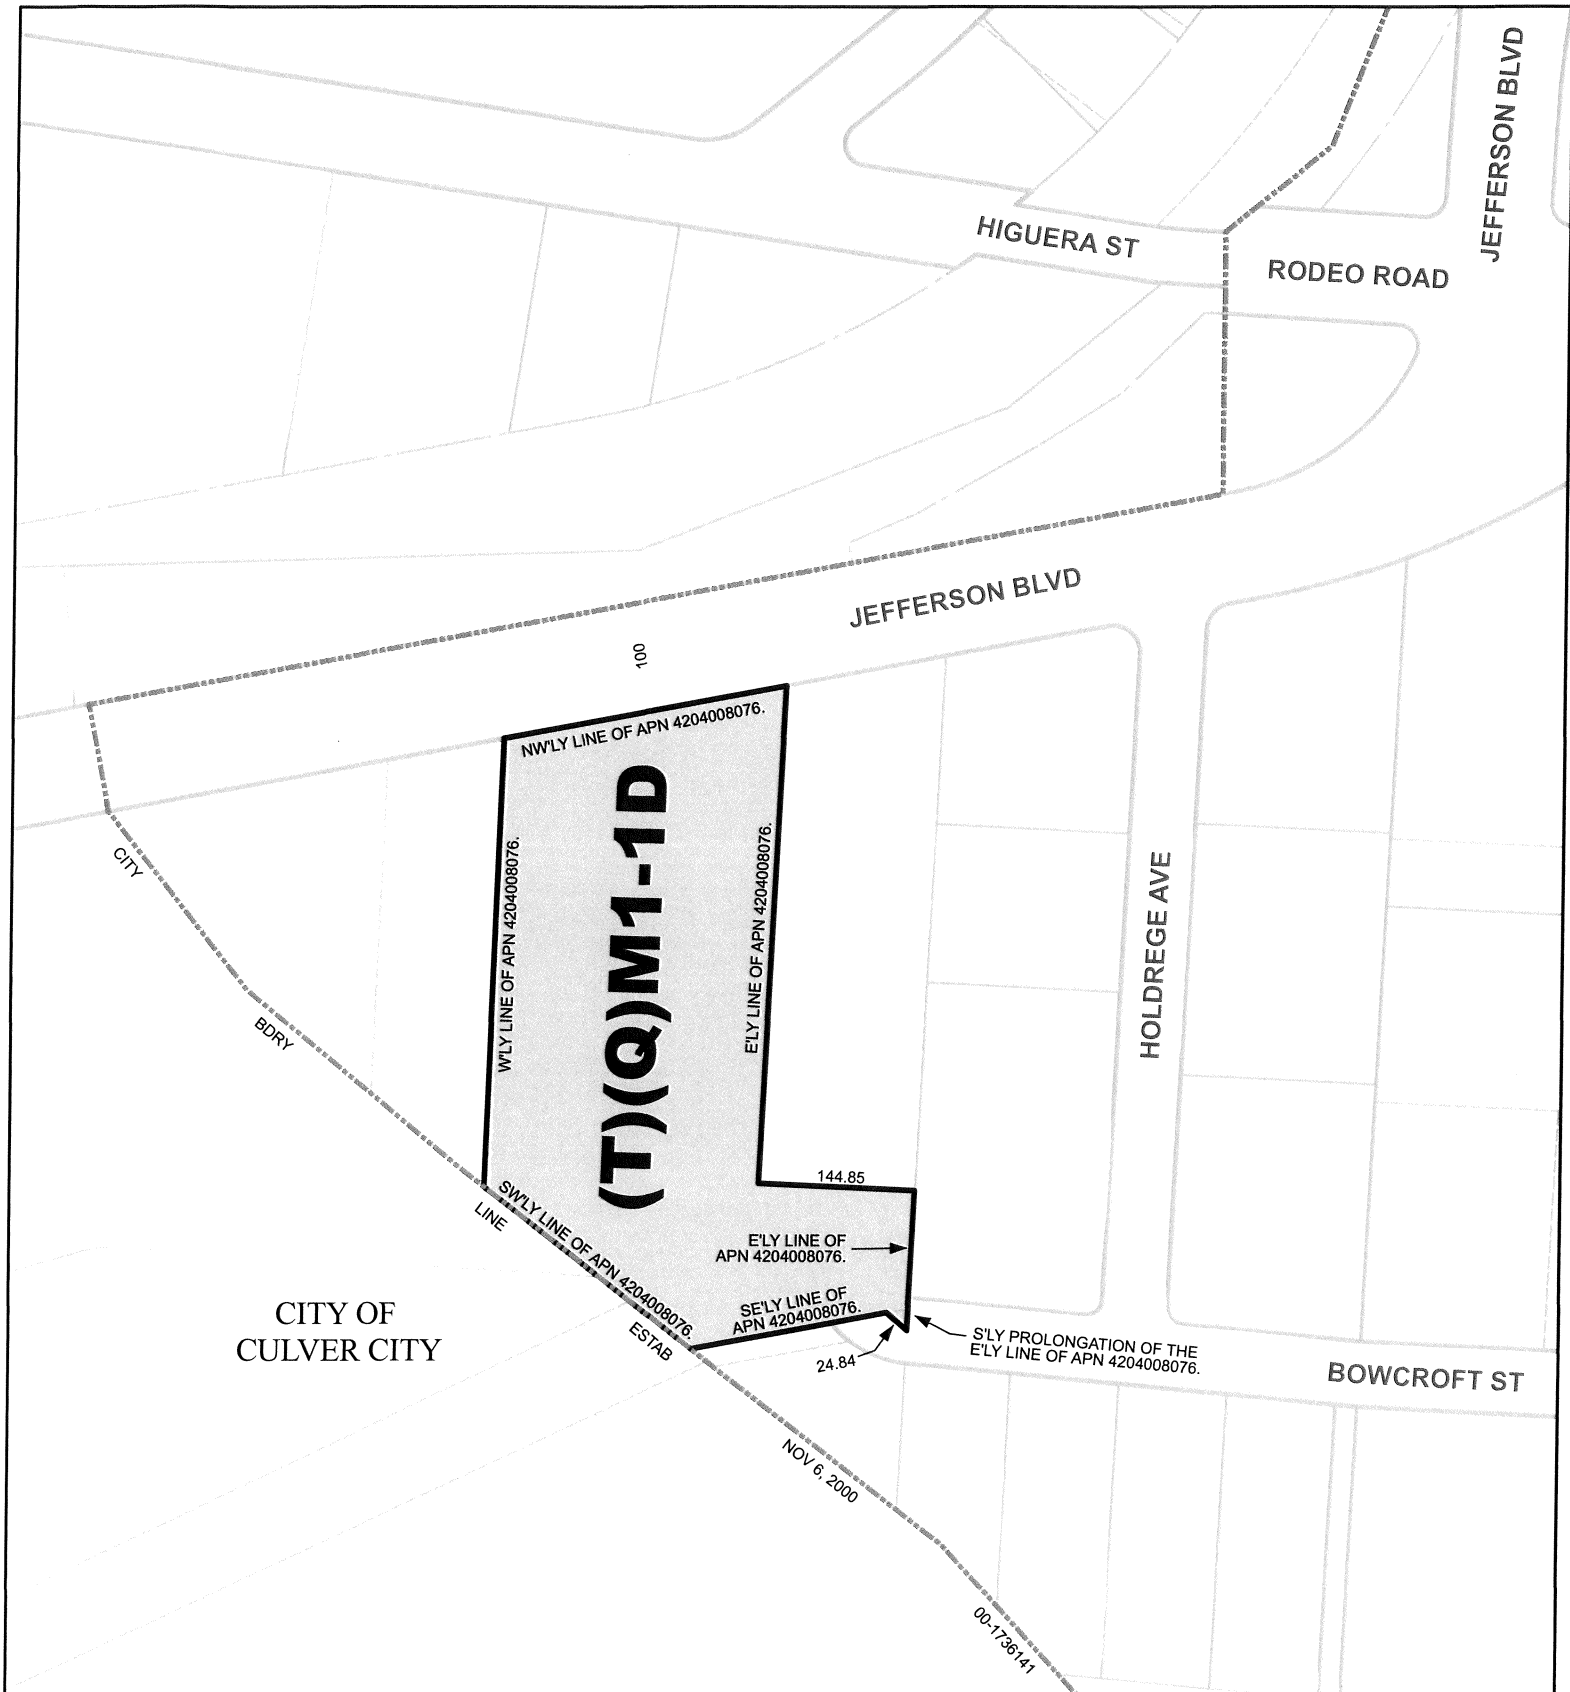 JEFFERSON BLVD
HIGUERA ST
RODEO ROAD
JEFFERSON BLVD
100
NW'LY LINE OF APN 4204008076.
(T)(Q)M1-1D
W'LY LINE OF APN 4204008076.
E'LY LINE OF APN 4204008076.
CITY
BDRY
LINE
ESTAB
NOV 6, 2000
00-1736141
HOLDREGE AVE
144.85
SW'LY LINE OF APN 4204008076.
E'LY LINE OF
APN 4204008076.
SE'LY LINE OF
APN 4204008076.
24.84
S'LY PROLONGATION OF THE
E'LY LINE OF APN 4204008076.
BOWCROFT ST
CITY OF
CULVER CITY